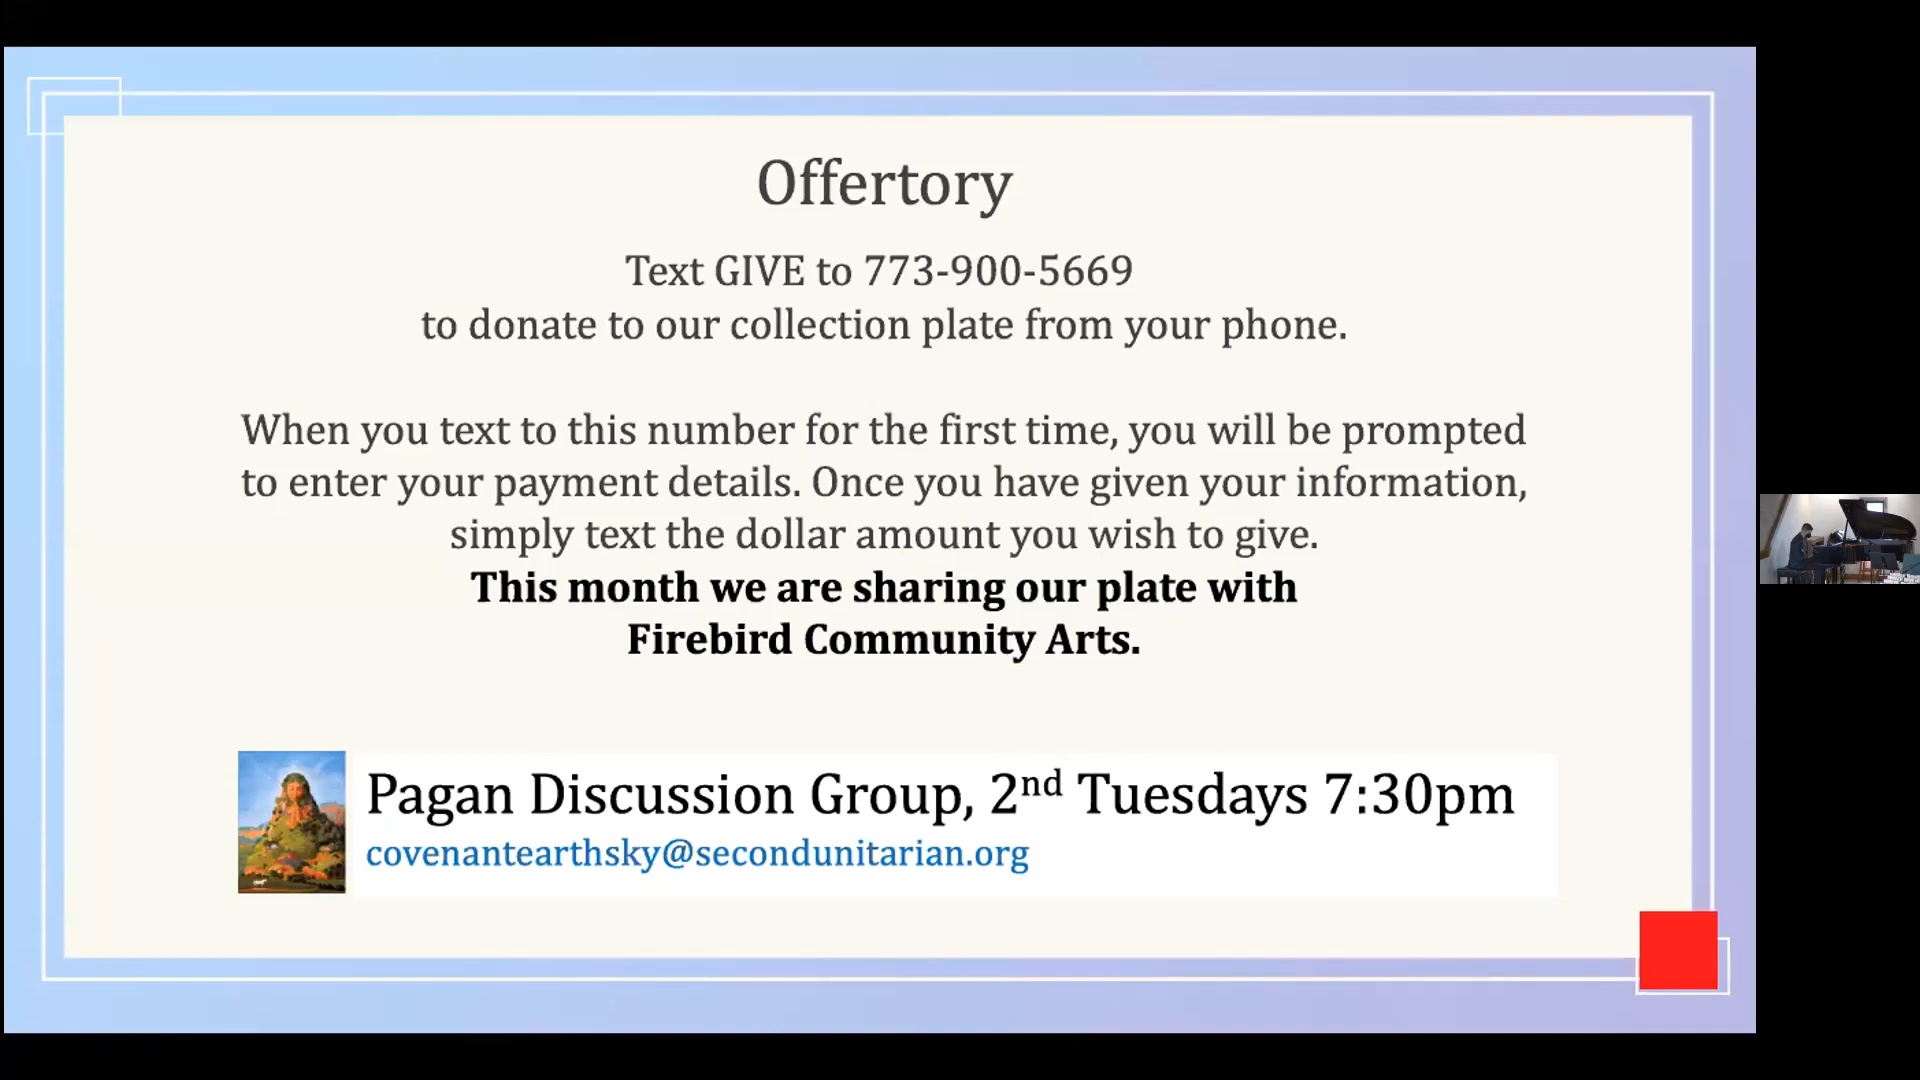 Offertory
Text GIVE to 773-900-5669
to donate to our collection plate from your phone.
When you text to this number for the first time, you will be prompted
to enter your payment details. Once you have given your information,
simply text the dollar amount you wish to give.
This month we are sharing our plate with
Firebird Community Arts.
Pagan Discussion Group, 2nd Tuesdays 7:30pm
covenantearthsky@secondunitarian.org